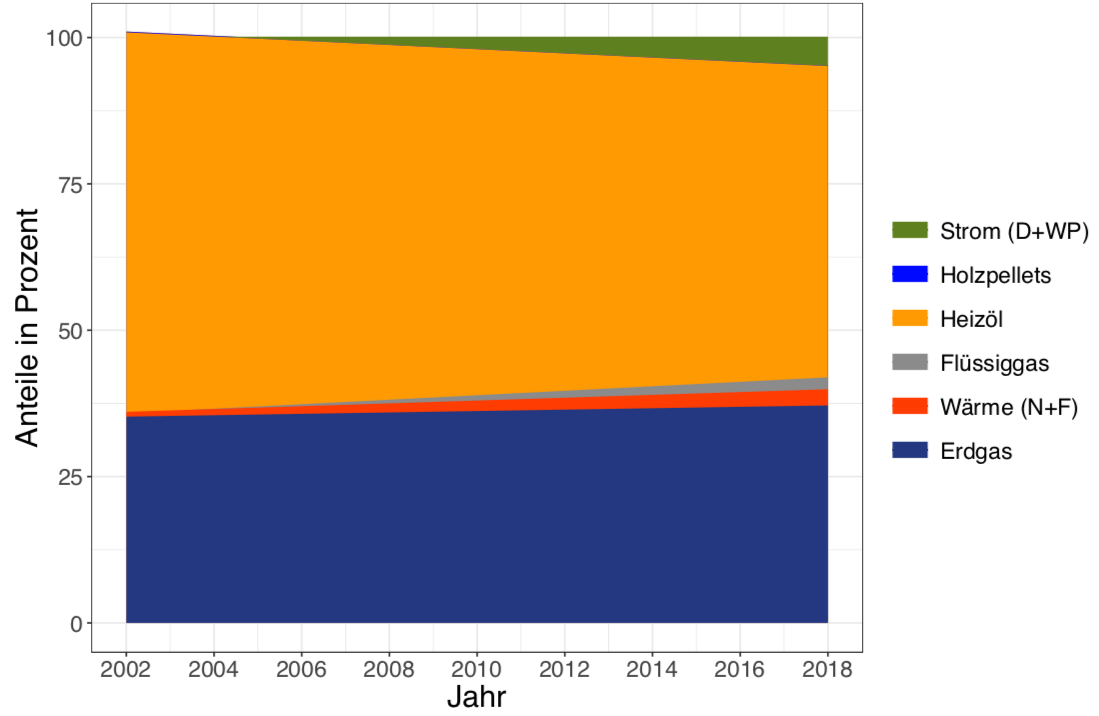 Anteile in Prozent
100
75
50
25
0
2002 2004 2006 2008 2010 2012 2014 2016 2018
Jahr
Strom (D+WP)
Holzpellets
Heizöl
Flüssiggas
Wärme (N+F)
Erdgas